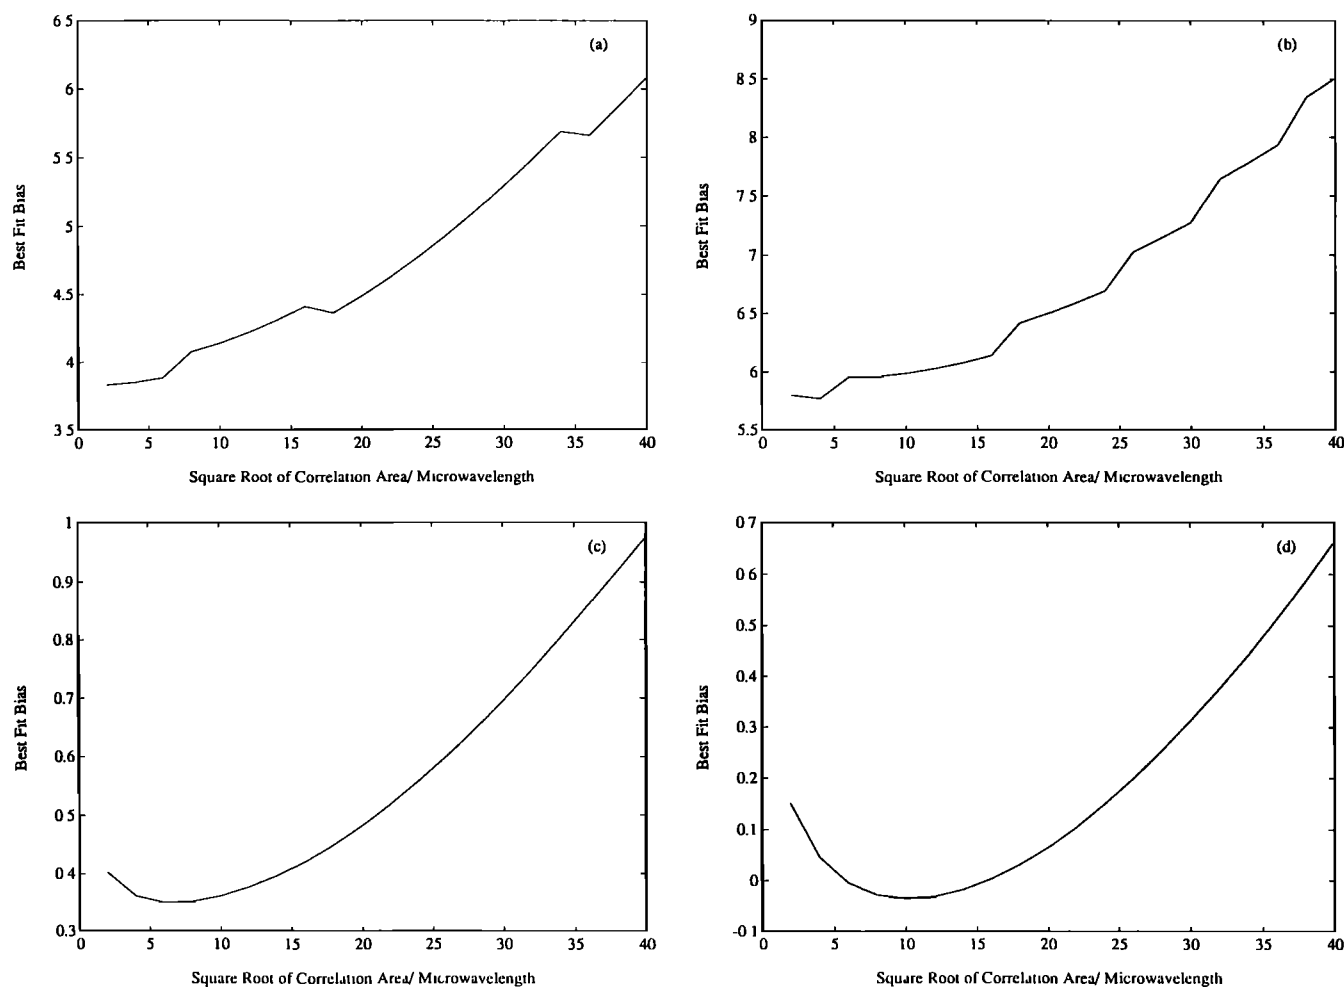 (a)
6 5
6
5 5
5
4.5
4
3 5
0 5 10 15 20 25 30 35 40
Best Fit Bias
Square Root of Correlation Area/ Microwavelength
(b)
9
8 5
8
7 5
7
6 5
6
5.5
0 5 10 15 20 25 30 35 40
Best Fit Bias
Square Root of Correlation Area/ Microwavelength
(c)
1
0.9
0.8
0.7
0.6
0 5
0 4
0.3
0 5 10 15 20 25 30 35 40
Best Fit Bias
Square Root of Correlation Area/ Microwavelength
(d)
0 7
0 6
0.5
0.4
0.3
0.2
0.1
0
-0 1
0 5 10 15 20 25 30 35 40
Best Fit Bias
Square Root of Correlation Area/ Microwavelength